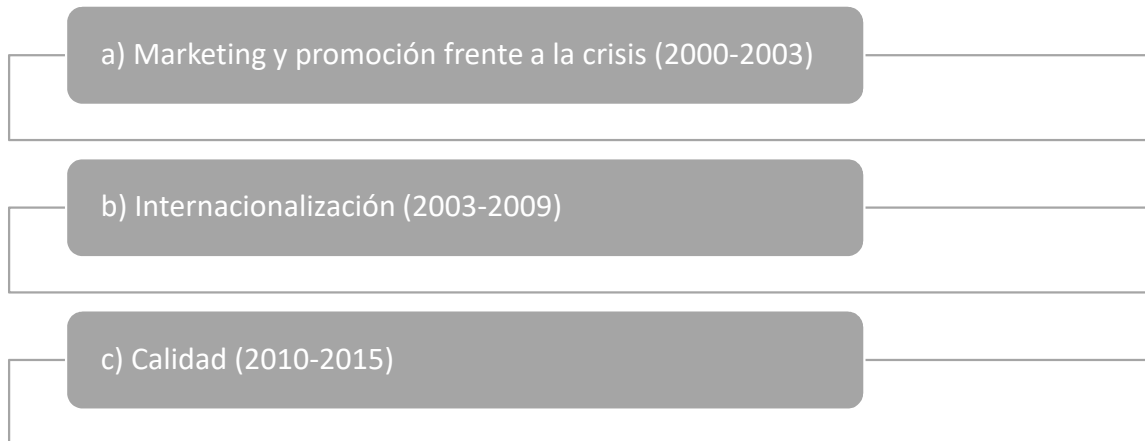 a) Marketing y promoción frente a la crisis (2000-2003)
b) Internacionalización (2003-2009)
c) Calidad (2010-2015)